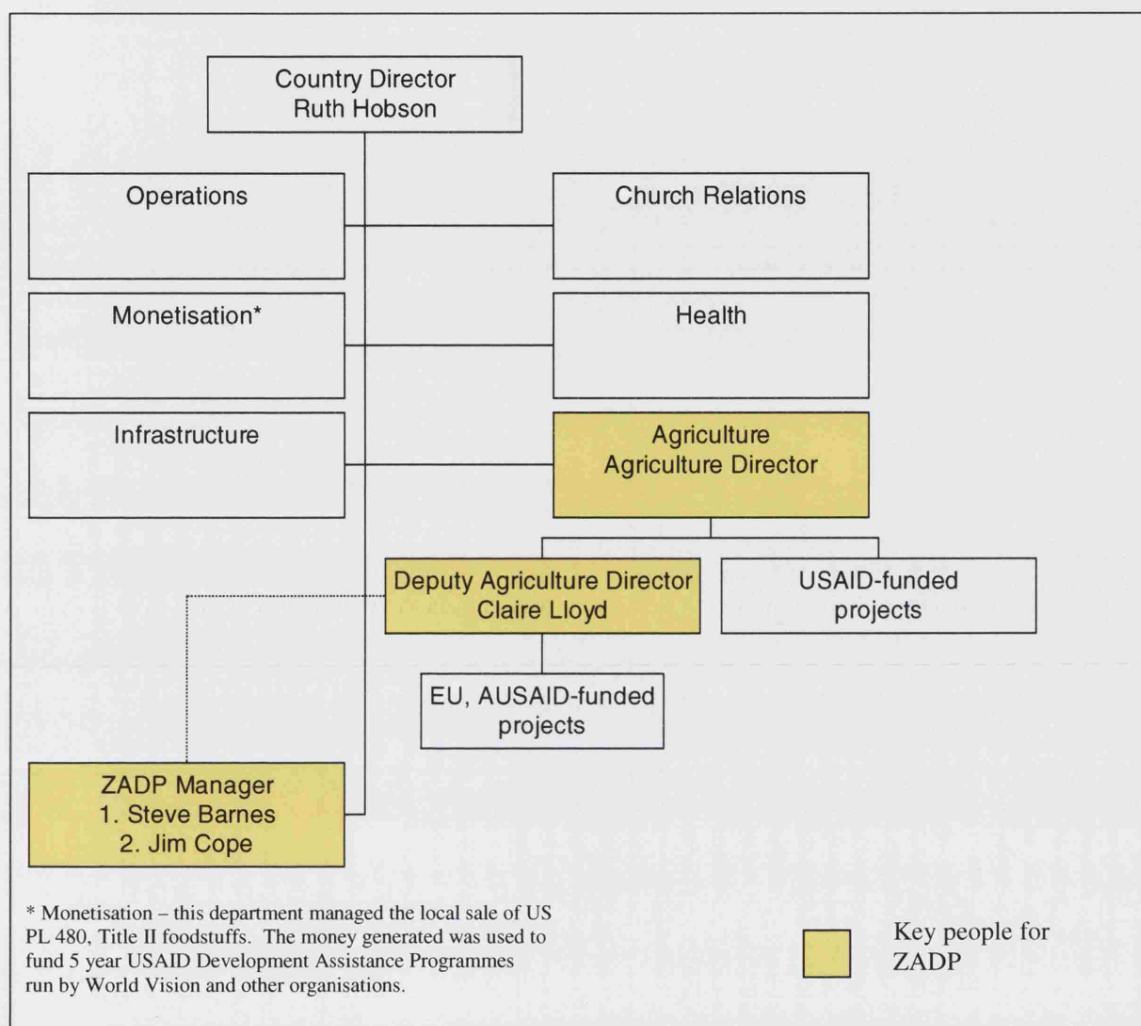 Country Director
Ruth Hobson
Operations
Church Relations
Monetisation*
Health
Infrastructure
Agriculture
Agriculture Director
Deputy Agriculture Director
Claire Lloyd
USAID-funded
projects
EU, AUSAID-funded
projects
ZADP Manager
1. Steve Barnes
2. Jim Cope
* Monetisation – this department managed the local sale of US
PL 480, Title II foodstuffs. The money generated was used to
fund 5 year USAID Development Assistance Programmes
run by World Vision and other organisations.
Key people for
ZADP